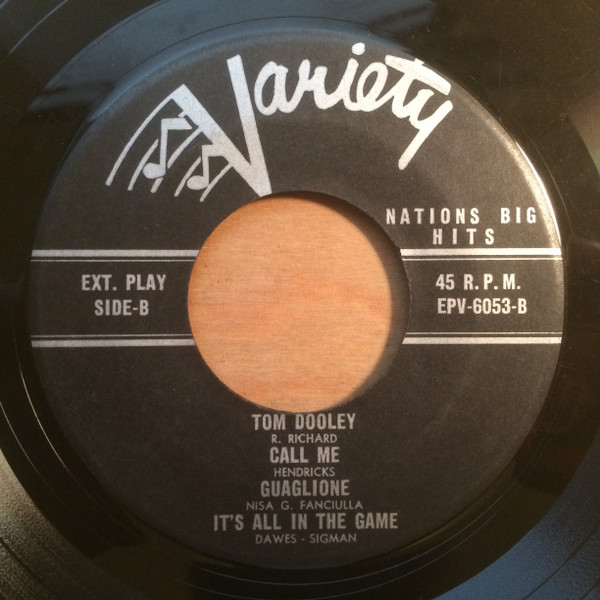 Variety
NATIONS BIG
HITS
EXT. PLAY
SIDE-B
45 R.P.M.
EPV-6053-B
TOM DOOLEY
R. RICHARD
CALL ME
HENDRICKS
GUAGLIONE
NISA G. FANCIULLA
IT'S ALL IN THE GAME
DAWES - SIGMAN